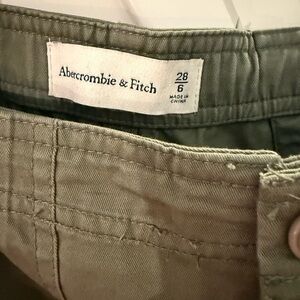 Abercrombie & Fitch
28
6
MADE IN
CHINA